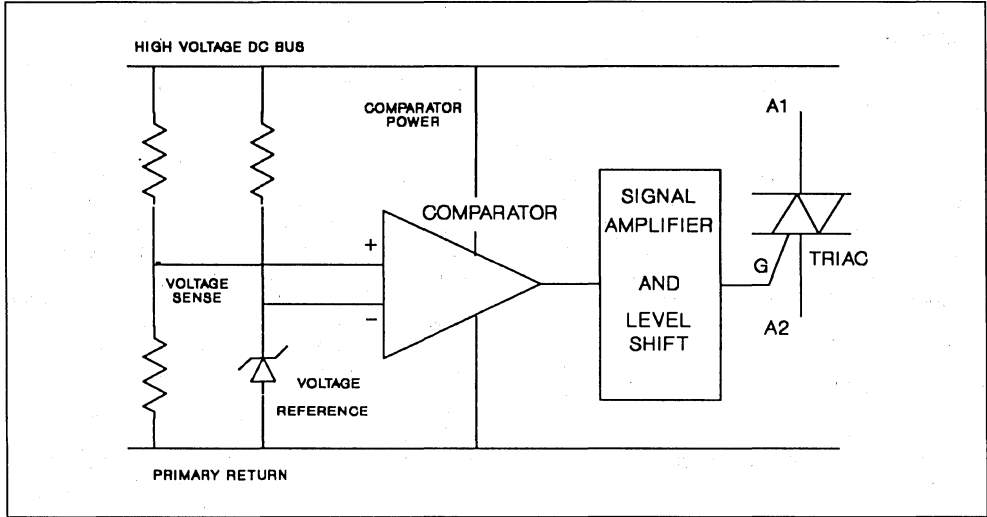 HIGH VOLTAGE DC BUS
COMPARATOR
POWER
A1
COMPARATOR
SIGNAL
AMPLIFIER
AND
LEVEL
SHIFT
+
−
VOLTAGE
SENSE
G
TRIAC
A2
VOLTAGE
REFERENCE
PRIMARY RETURN